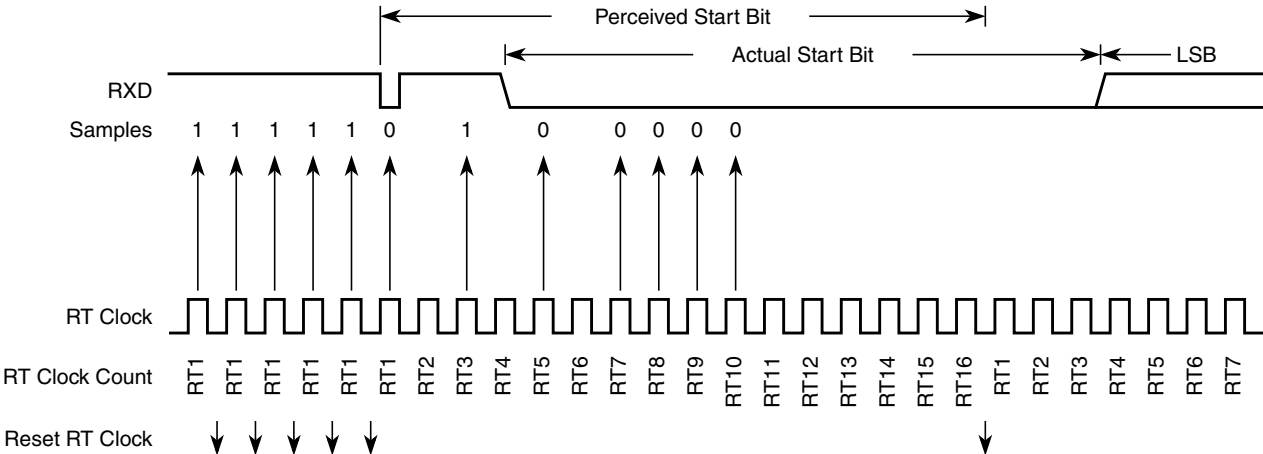 Perceived Start Bit
Actual Start Bit
LSB
RXD
Samples 1 1 1 1 1 0 1 0 0 0 0 0
RT Clock
RT Clock Count RT1 RT1 RT1 RT1 RT1 RT1 RT2 RT3 RT4 RT5 RT6 RT7 RT8 RT9 RT10 RT11 RT12 RT13 RT14 RT15 RT16 RT1 RT2 RT3 RT4 RT5 RT6 RT7
Reset RT Clock